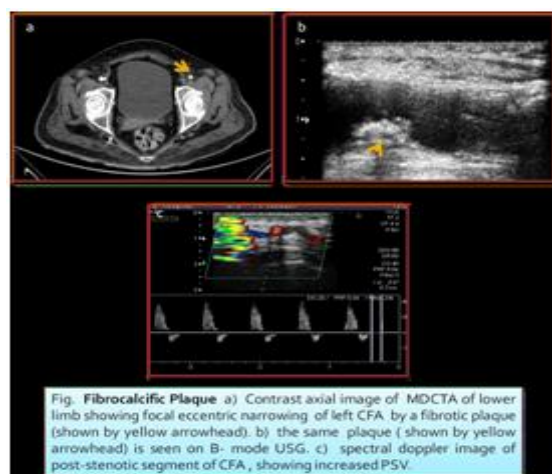 a
b
c
Fig. Fibrocalcific Plaque a) Contrast axial image of MDCTA of lower
limb showing focal eccentric narrowing of left CFA by a fibrotic plaque
(shown by yellow arrowhead). b) the same plaque ( shown by yellow
arrowhead) is seen on B- mode USG. c) spectral doppler image of
post-stenotic segment of CFA , showing increased PSV.